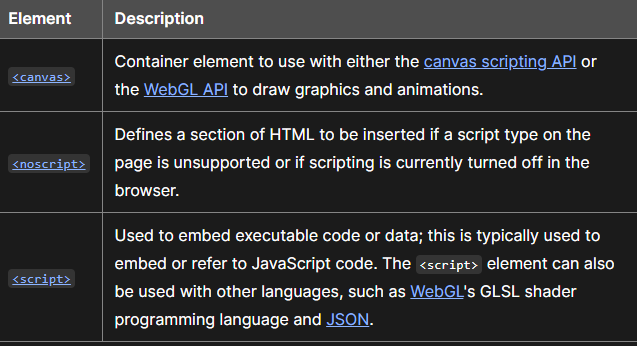 Element Description
Container element to use with either the canvas scripting API or
<canvas>
the WebGL API to draw graphics and animations.
Defines a section of HTML to be inserted if a script type on the
<noscript>
page is unsupported or if scripting is currently turned off in the
browser.
Used to embed executable code or data; this is typically used to
embed or refer to JavaScript code. The <script> element can also
<script>
be used with other languages, such as WebGL's GLSL shader
programming language and JSON.